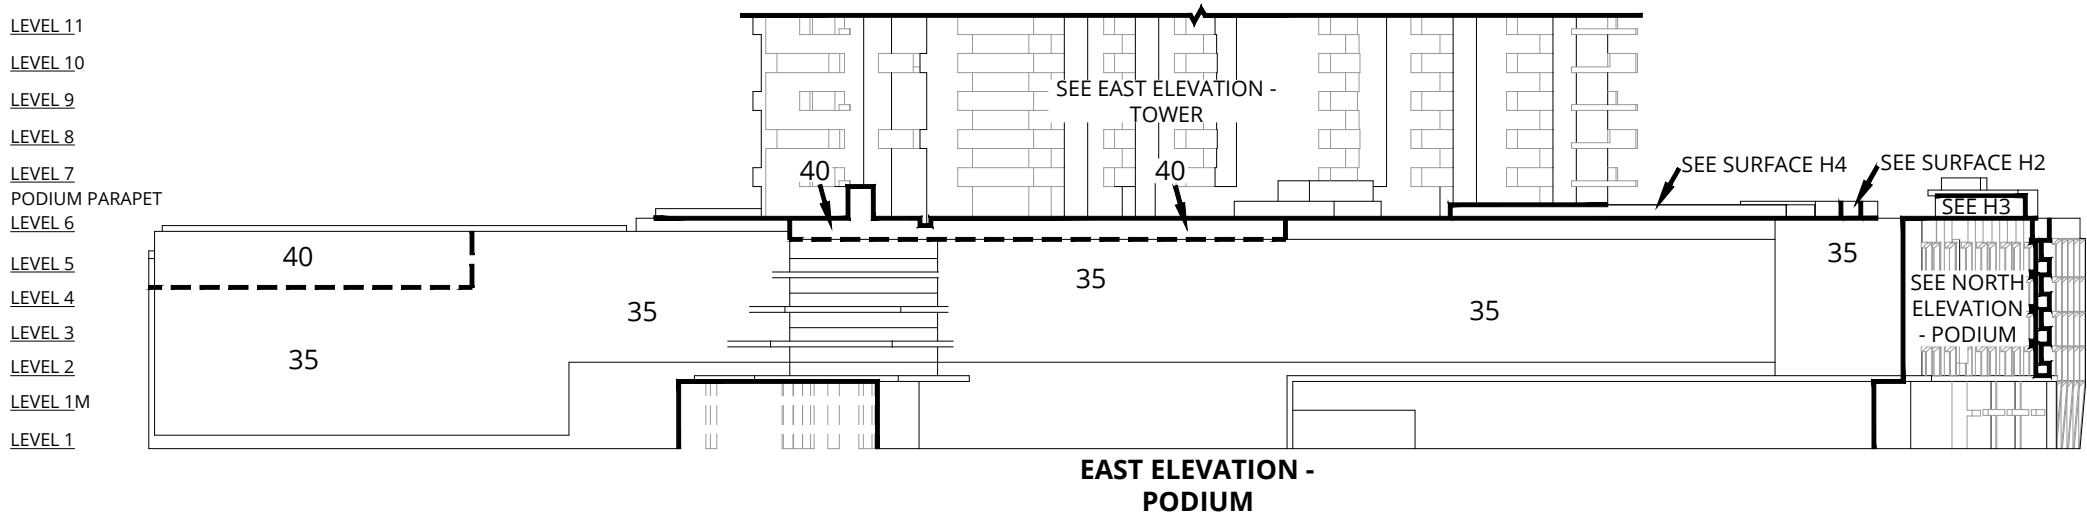 LEVEL 11
LEVEL 10
LEVEL 9
LEVEL 8
LEVEL 7
PODIUM PARAPET
LEVEL 6
LEVEL 5
LEVEL 4
LEVEL 3
LEVEL 2
LEVEL 1M
LEVEL 1
SEE EAST ELEVATION -
TOWER
40
40
SEE SURFACE H4
SEE SURFACE H2
SEE H3
40
35
35
35
35
35
SEE NORTH
ELEVATION
- PODIUM
EAST ELEVATION -
PODIUM